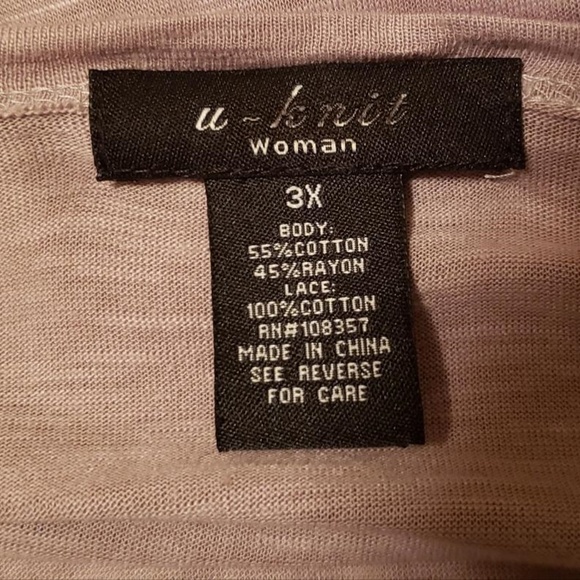 u-knit
Woman
3X
BODY:
55%COTTON
45%RAYON
LACE:
100%COTTON
RN#108357
MADE IN CHINA
SEE REVERSE
FOR CARE